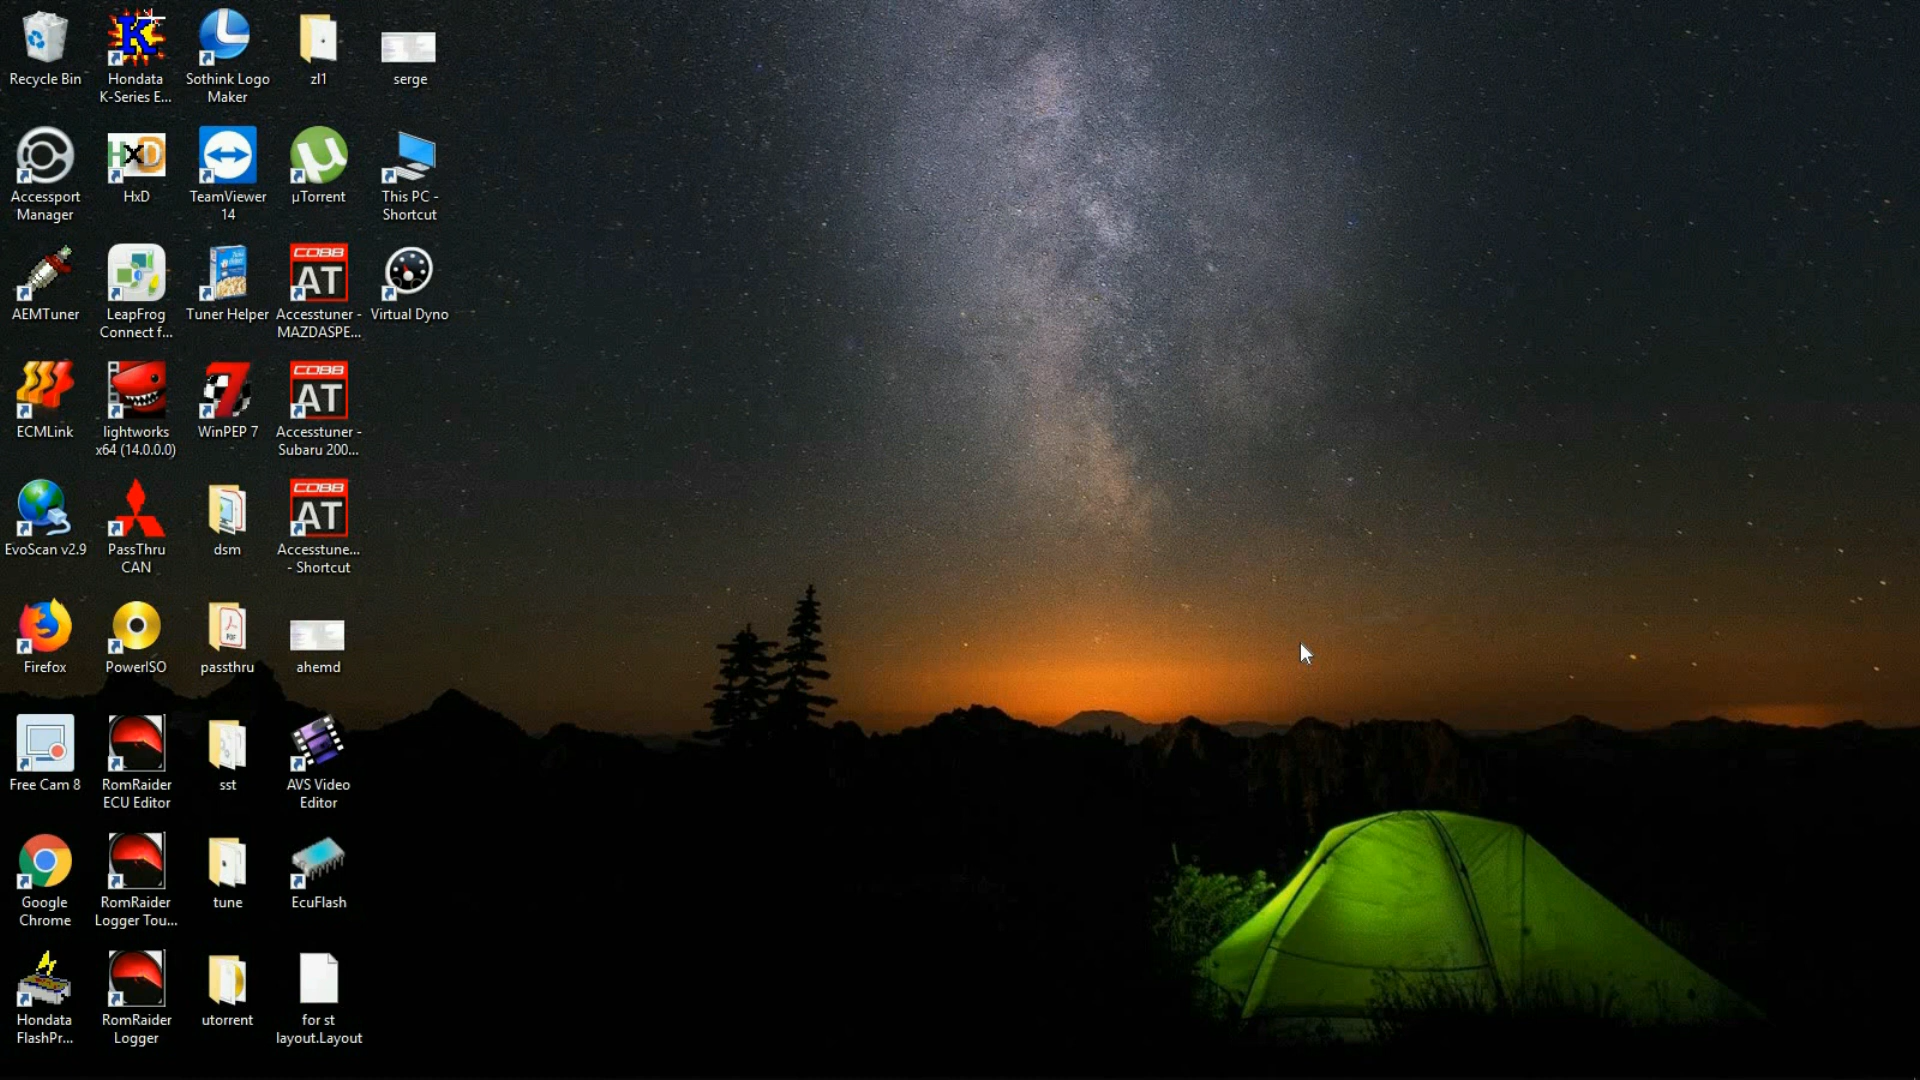 Recycle Bin
Hondata
K-Series E...
Sothink Logo
Maker
zl1
serge
Accessport
Manager
HxD
HxD
TeamViewer
14
µTorrent
This PC -
Shortcut
AEMTuner
LeapFrog
Connect f...
Tuner Helper
COBB
AT
Accesstuner -
MAZDASPE...
Virtual Dyno
ECMLink
lightworks
x64 (14.0.0.0)
WinPEP 7
COBB
AT
Accesstuner -
Subaru 200...
EvoScan v2.9
PassThru
CAN
dsm
COBB
AT
Accesstune...
- Shortcut
Firefox
PowerISO
PDF
passthru
ahemd
Free Cam 8
RomRaider
ECU Editor
sst
AVS Video
Editor
Google
Chrome
RomRaider
Logger Tou...
tune
EcuFlash
Hondata
FlashPr...
RomRaider
Logger
utorrent
for st
layout.Layout